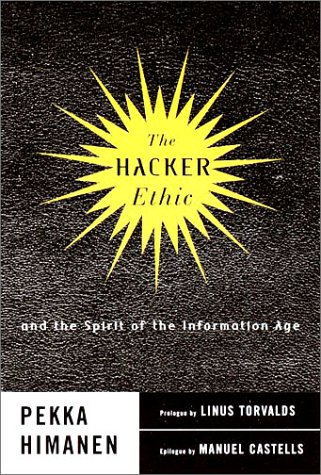 The
HACKER
Ethic
and the Spirit of the Information Age
PEKKA
HIMANEN
Prologue by LINUS TORVALDS
Epilogue by MANUEL CASTELLS